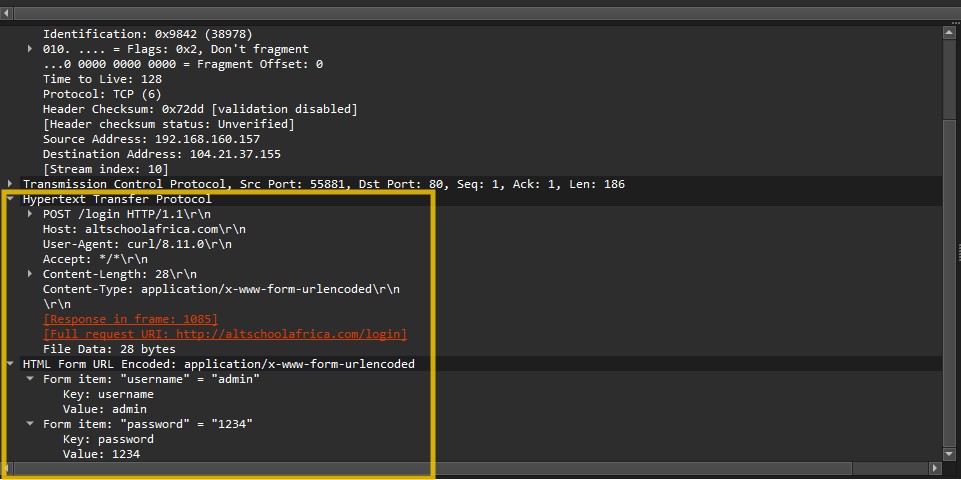 Identification: 0x9842 (38978)
010. .... = Flags: 0x2, Don't fragment
...0 0000 0000 0000 = Fragment Offset: 0
Time to Live: 128
Protocol: TCP (6)
Header Checksum: 0x72dd [validation disabled]
[Header checksum status: Unverified]
Source Address: 192.168.160.157
Destination Address: 104.21.37.155
[Stream index: 10]
Transmission Control Protocol, Src Port: 55881, Dst Port: 80, Seq: 1, Ack: 1, Len: 186
Hypertext Transfer Protocol
POST /login HTTP/1.1\r\n
Host: altschoolafrica.com\r\n
User-Agent: curl/8.11.0\r\n
Accept: */*\r\n
Content-Length: 28\r\n
Content-Type: application/x-www-form-urlencoded\r\n
\r\n
[Response in frame: 1085]
[Full request URI: http://altschoolafrica.com/login]
File Data: 28 bytes
HTML Form URL Encoded: application/x-www-form-urlencoded
Form item: "username" = "admin"
Key: username
Value: admin
Form item: "password" = "1234"
Key: password
Value: 1234